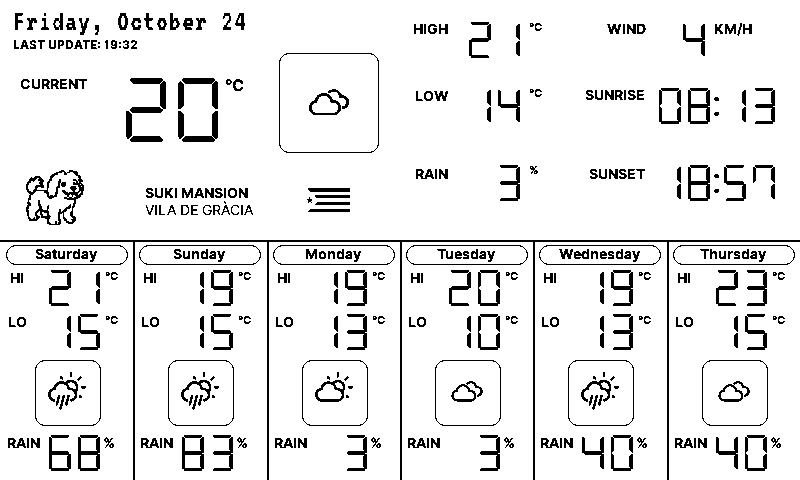 Friday, October 24
LAST UPDATE: 19:32
CURRENT 20 °C
SUKI MANSION
VILA DE GRÀCIA
HIGH 21 °C
LOW 14 °C
RAIN 3 %
WIND 4 KM/H
SUNRISE 08:13
SUNSET 18:57
Saturday
HI 21 °C
LO 15 °C
RAIN 68 %
Sunday
HI 19 °C
LO 15 °C
RAIN 83 %
Monday
HI 19 °C
LO 13 °C
RAIN 3 %
Tuesday
HI 20 °C
LO 10 °C
RAIN 3 %
Wednesday
HI 19 °C
LO 13 °C
RAIN 40 %
Thursday
HI 23 °C
LO 15 °C
RAIN 40 %